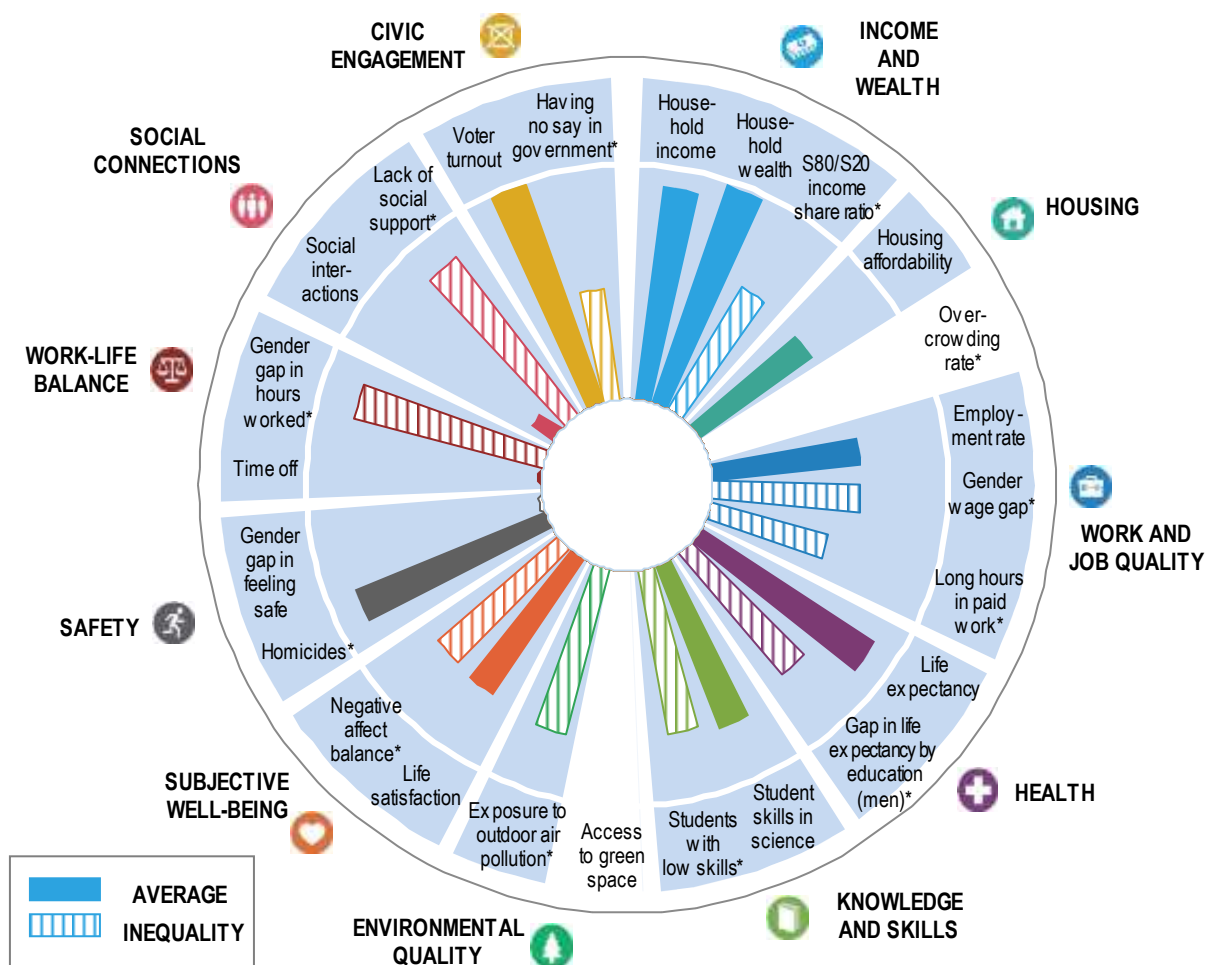 CIVIC
ENGAGEMENT
INCOME
AND
WEALTH
Voter
turnout
Having
no say in
government*
House-
hold
income
House-
hold
wealth
S80/S20
income
share ratio*
SOCIAL
CONNECTIONS
Lack of
social
support*
Social
inter-
actions
HOUSING
Housing
affordability
Over-
crowding
rate*
WORK-LIFE
BALANCE
Gender
gap in
hours
worked*
Time off
Employ-
ment rate
Gender
wage gap*
Long hours
in paid
work*
WORK AND
JOB QUALITY
SAFETY
Gender
gap in
feeling
safe
Homicides*
Life
expectancy
Gap in life
expectancy by
education
(men)*
HEALTH
SUBJECTIVE
WELL-BEING
Negative
affect
balance*
Life
satisfaction
Exposure to
outdoor air
pollution*
Access
to green
space
Students
with
low skills*
Student
skills in
science
KNOWLEDGE
AND SKILLS
ENVIRONMENTAL
QUALITY
AVERAGE
INEQUALITY